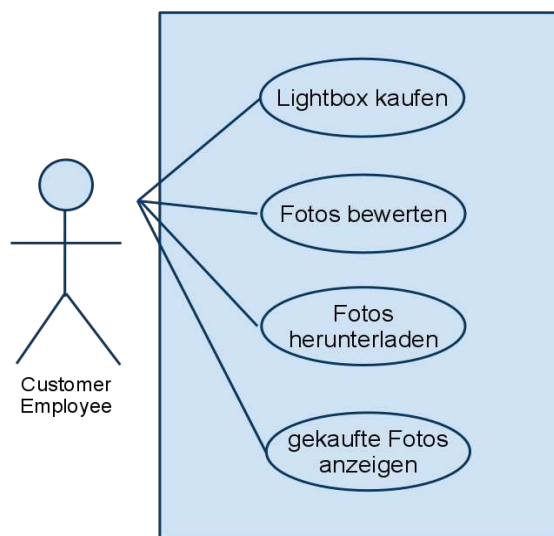 Lightbox kaufen
Fotos bewerten
Fotos
herunterladen
gekaufte Fotos
anzeigen
Customer
Employee